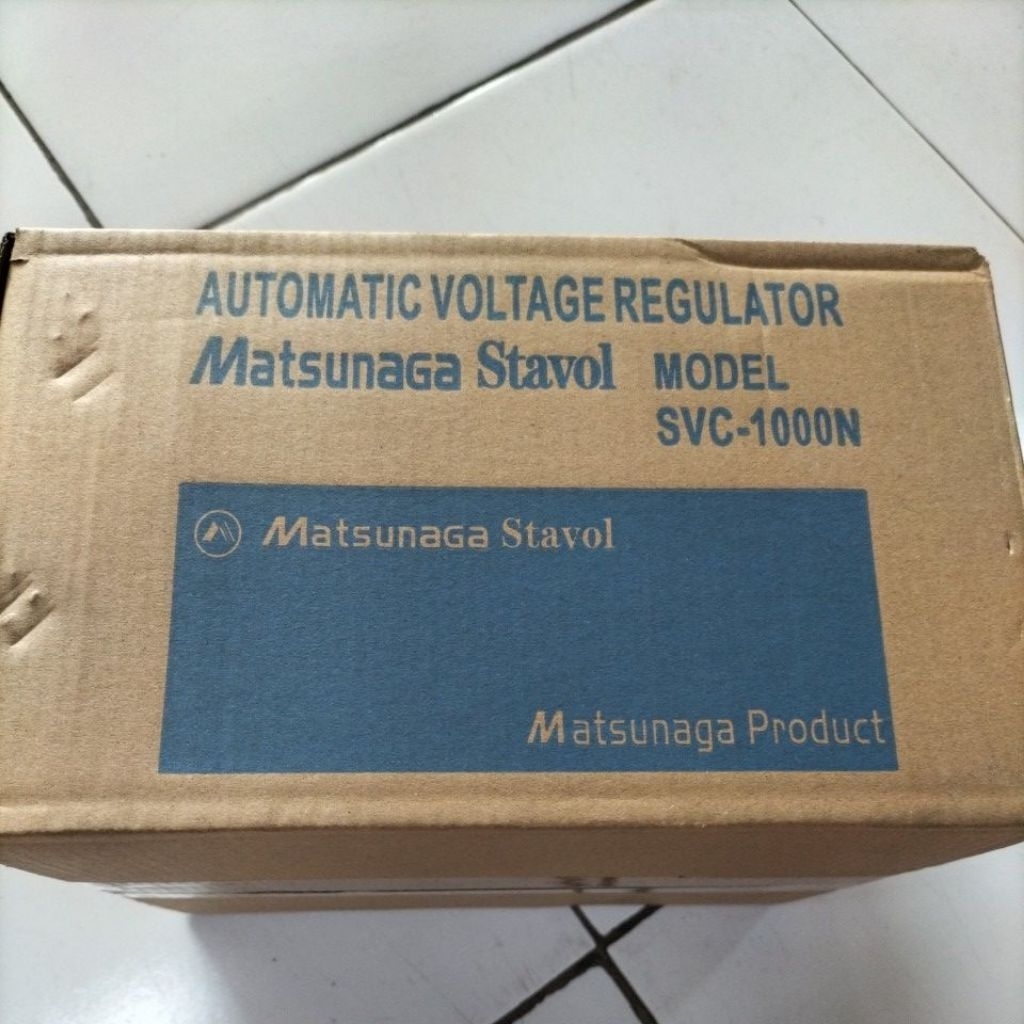 AUTOMATIC VOLTAGE REGULATOR
Matsunaga Stavol MODEL
SVC-1000N
Matsunaga Stavol
Matsunaga Product